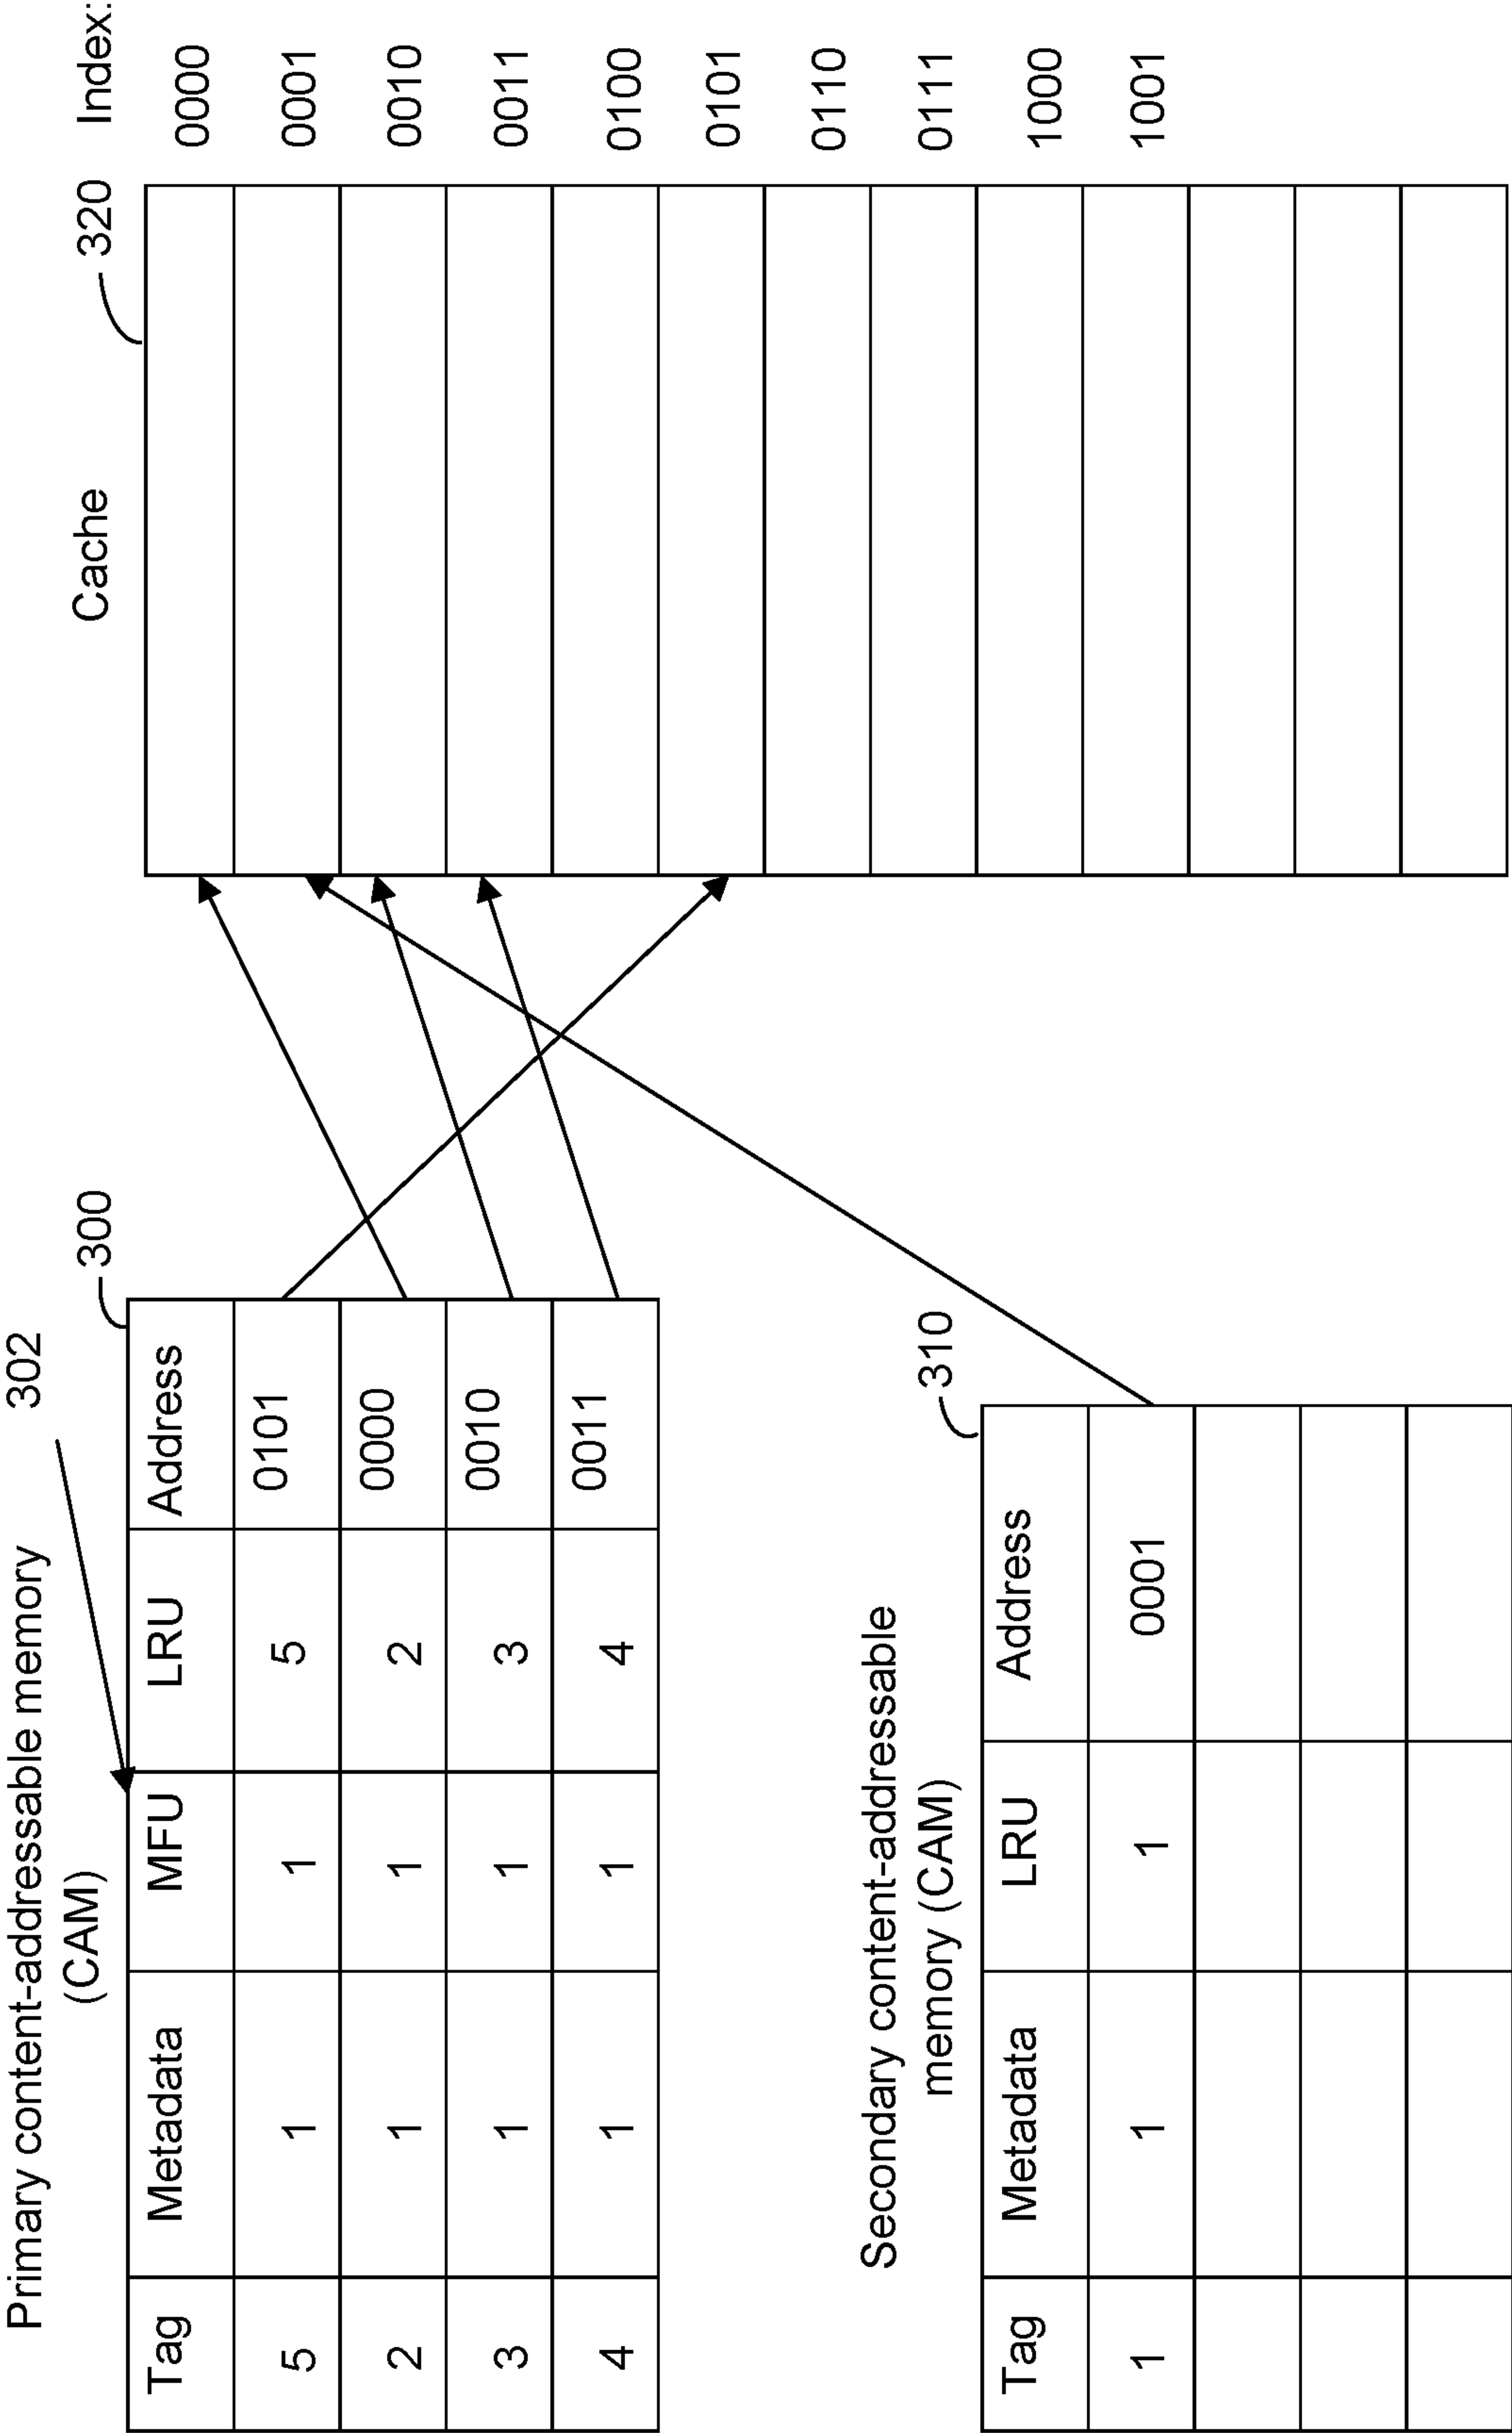 Primary content-addressable memory
(CAM)
302
300
Tag Metadata MFU LRU Address
5 1 1 5 0101
2 1 1 2 0000
3 1 1 3 0010
4 1 1 4 0011
Secondary content-addressable
memory (CAM)
310
Tag Metadata LRU Address
1 1 1 0001
Cache
320
Index:
0000
0001
0010
0011
0100
0101
0110
0111
1000
1001